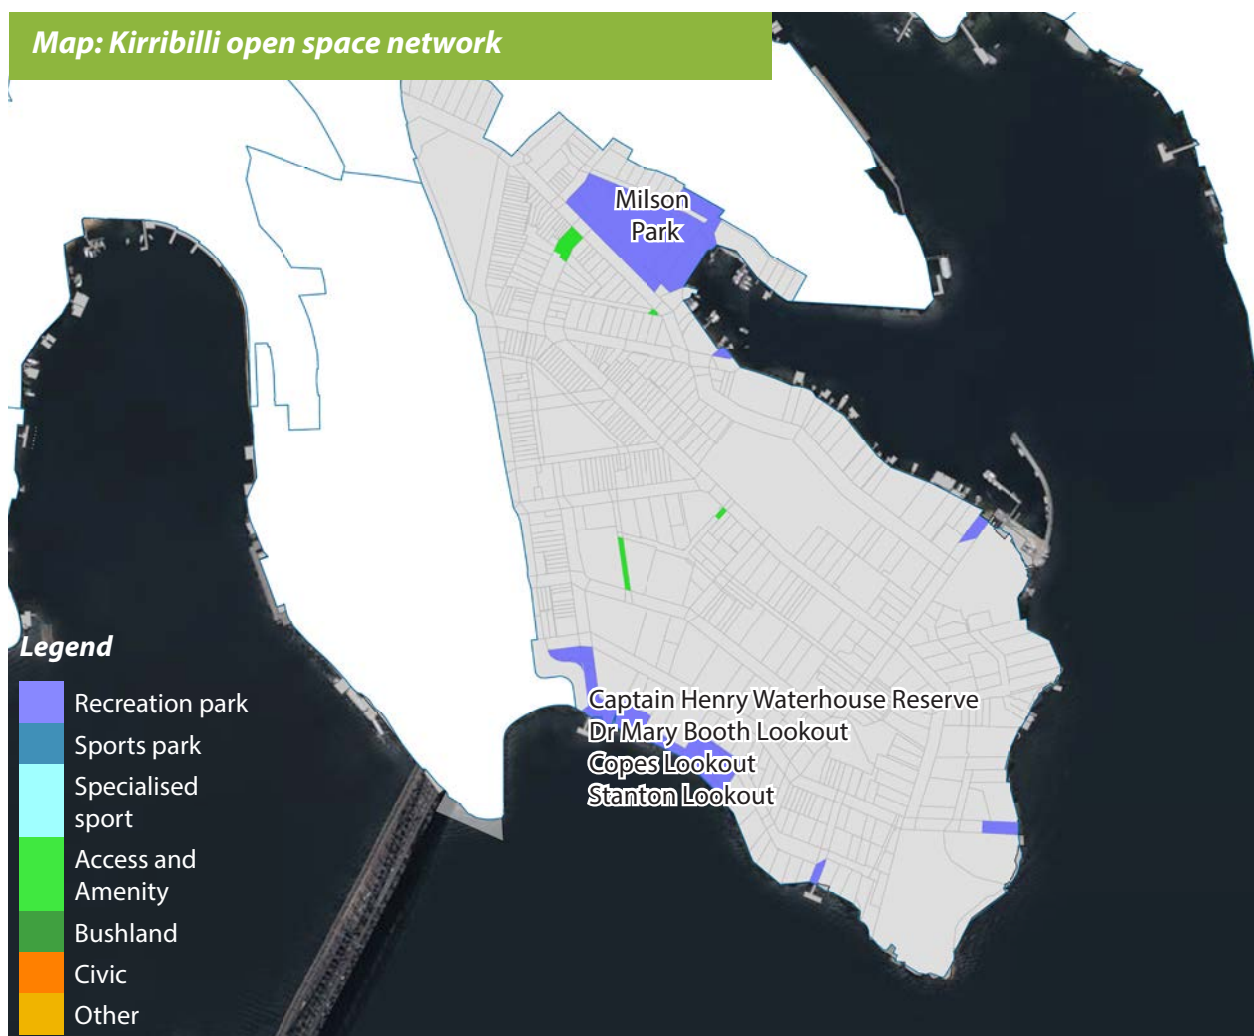 Map: Kirribilli open space network
Milson
Park
Captain Henry Waterhouse Reserve
Dr Mary Booth Lookout
Copes Lookout
Stanton Lookout
Legend
Recreation park
Sports park
Specialised
sport
Access and
Amenity
Bushland
Civic
Other